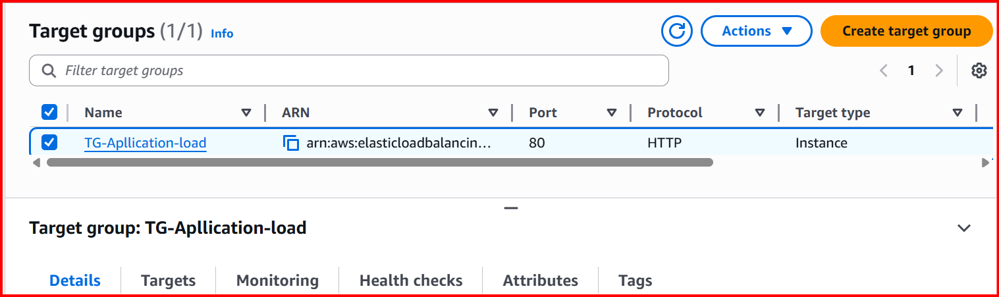 Target groups (1/1) Info Actions Create target group
Filter target groups 1
Name ARN Port Protocol Target type
TG-Apllication-load arn:aws:elasticloadbalancin… 80 HTTP Instance
Target group: TG-Apllication-load
Details Targets Monitoring Health checks Attributes Tags